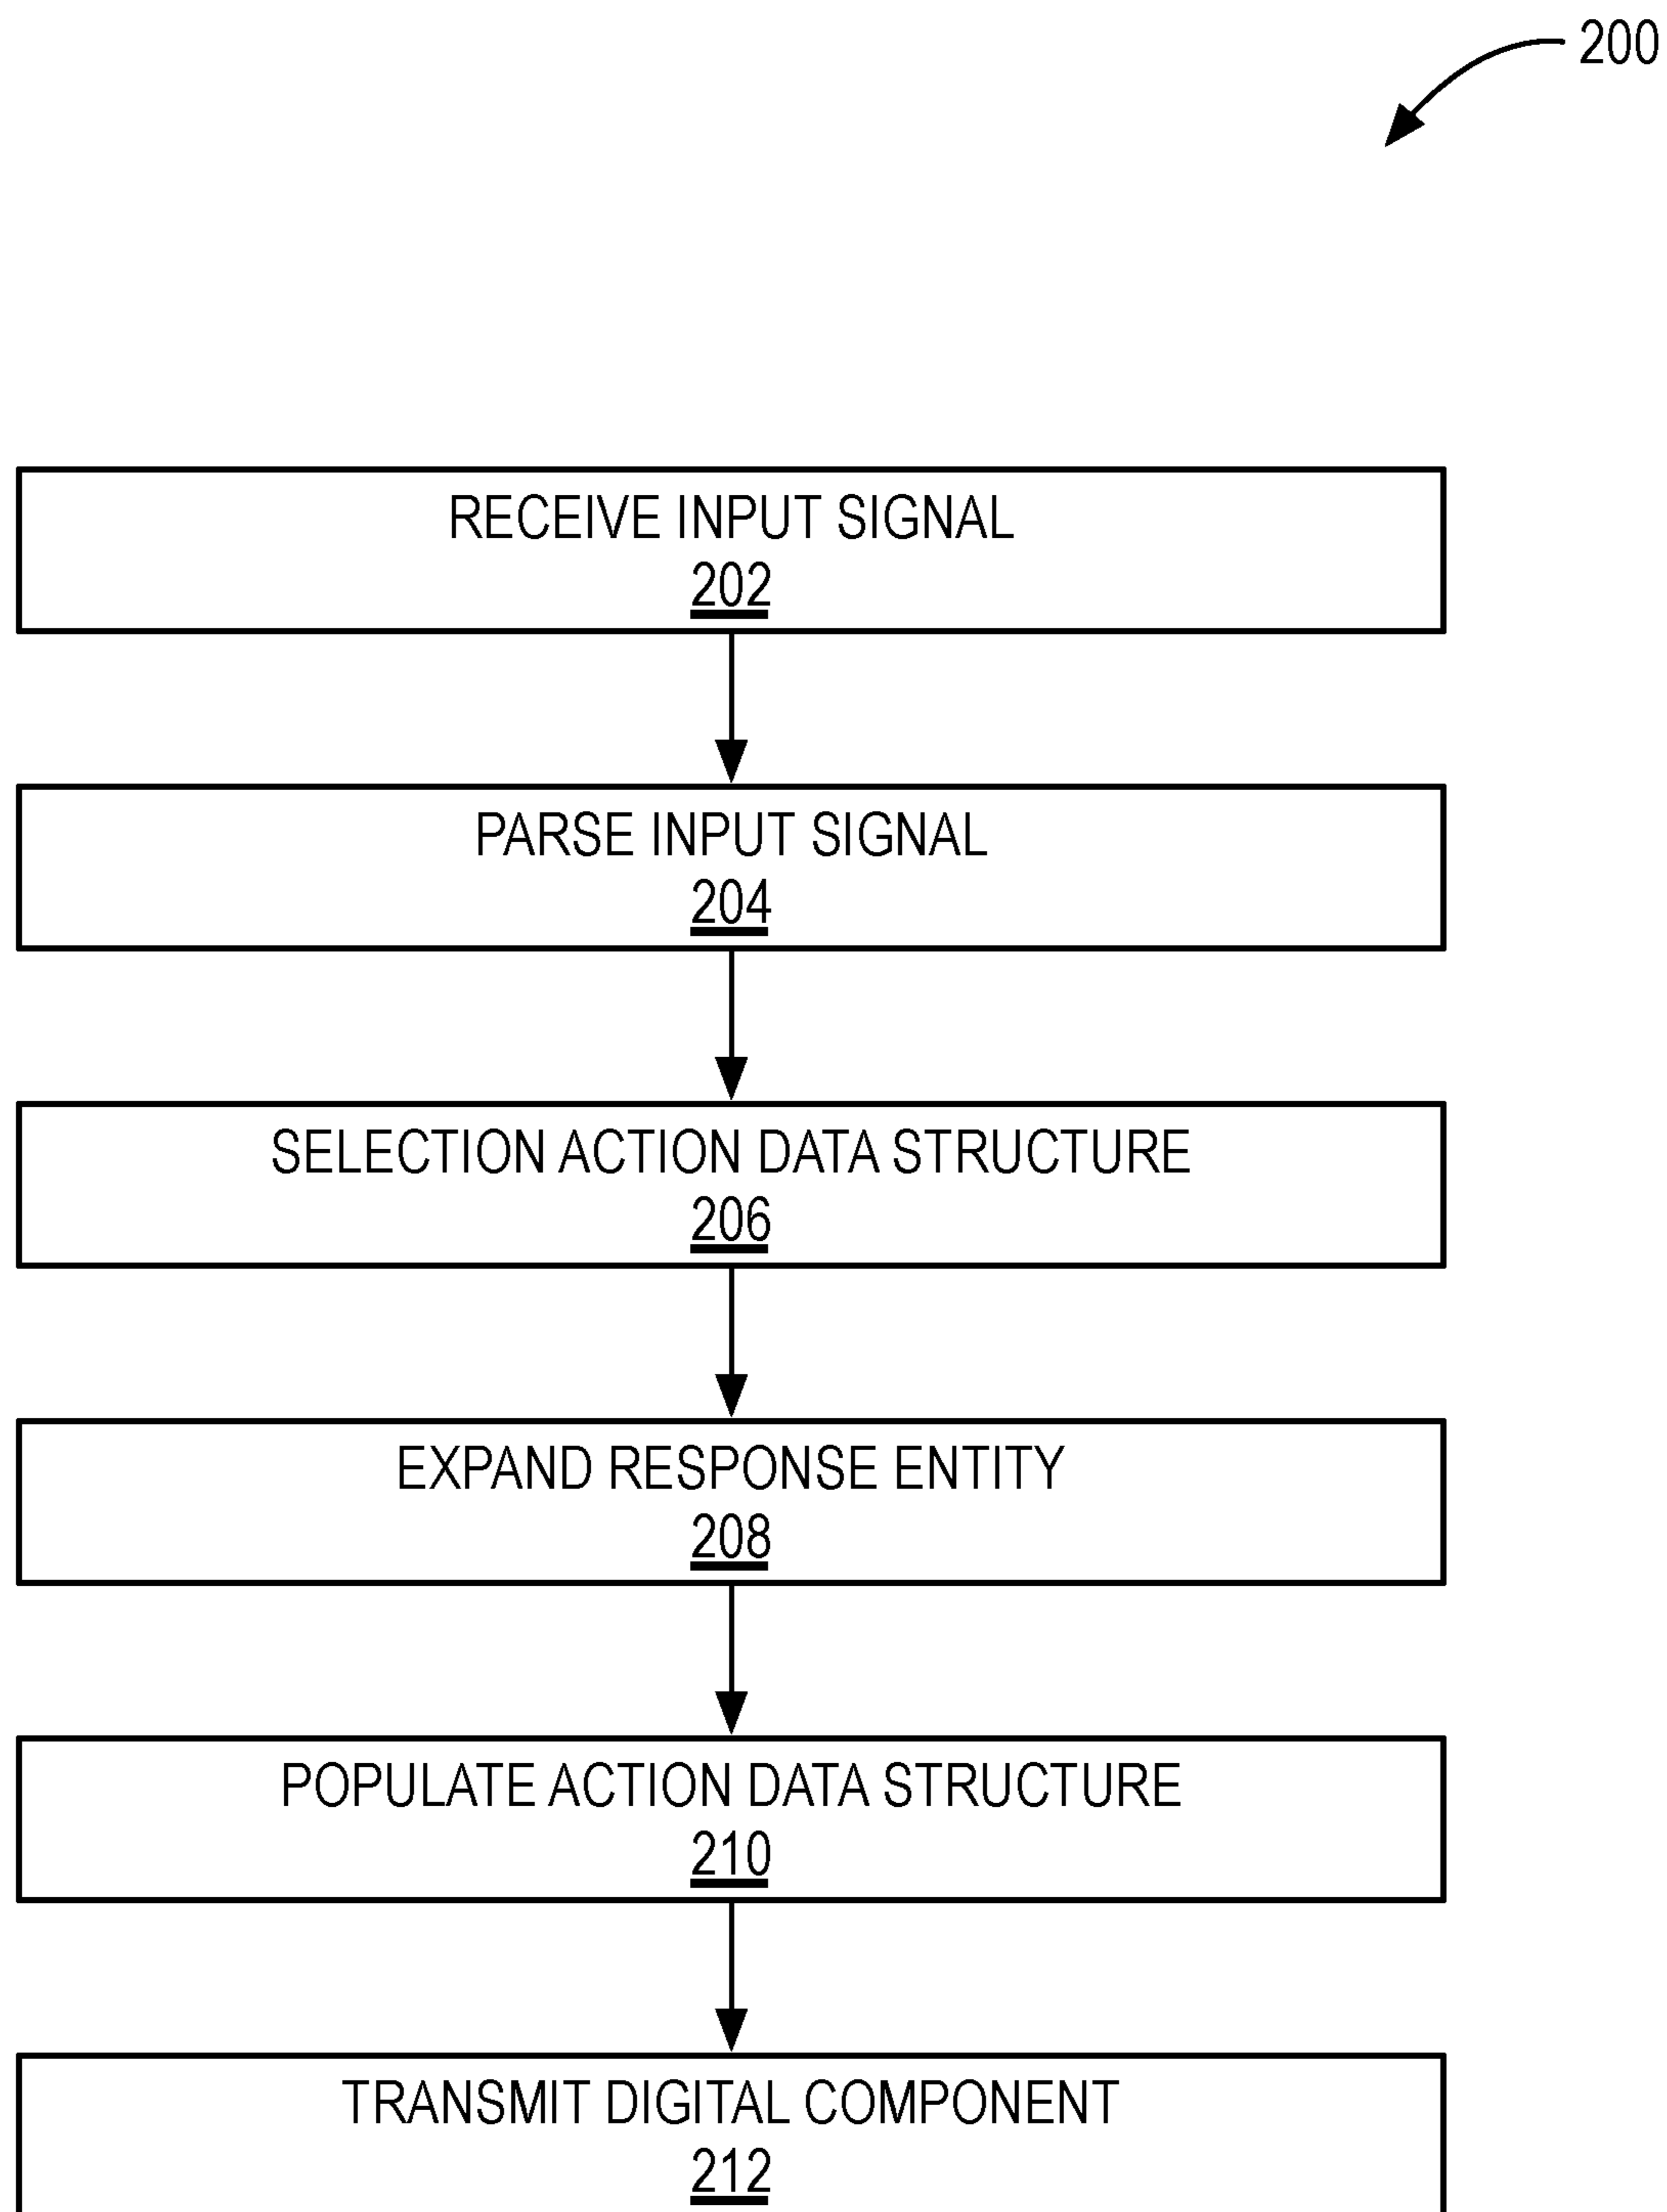 200
RECEIVE INPUT SIGNAL
202
PARSE INPUT SIGNAL
204
SELECTION ACTION DATA STRUCTURE
206
EXPAND RESPONSE ENTITY
208
POPULATE ACTION DATA STRUCTURE
210
TRANSMIT DIGITAL COMPONENT
212